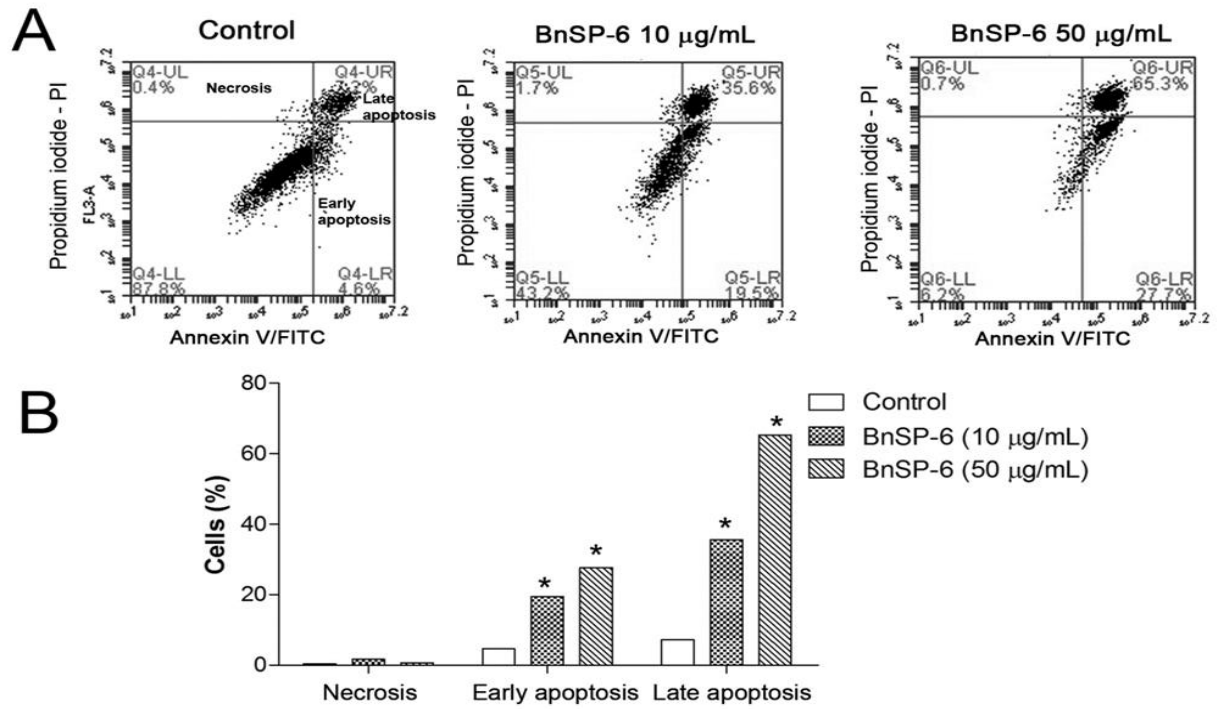 A
Control
BnSP-6 10 μg/mL
BnSP-6 50 μg/mL
Q4-UL
0.4%
Necrosis
Q4-UR
Late
apoptosis
Early
apoptosis
Q4-LL
87.8%
Q4-LR
4.6%
Propidium iodide - PI
FL3-A
Annexin V/FITC
Q5-UL
1.7%
Q5-UR
35.6%
Q5-LL
43.2%
Q5-LR
19.5%
Propidium iodide - PI
Annexin V/FITC
Q6-UL
0.7%
Q6-UR
65.3%
Q6-LL
6.2%
Q6-LR
27.7%
Propidium iodide - PI
Annexin V/FITC
B
80
60
40
20
0
Cells (%)
* * * *
Necrosis
Early apoptosis
Late apoptosis
Control
BnSP-6 (10 μg/mL)
BnSP-6 (50 μg/mL)